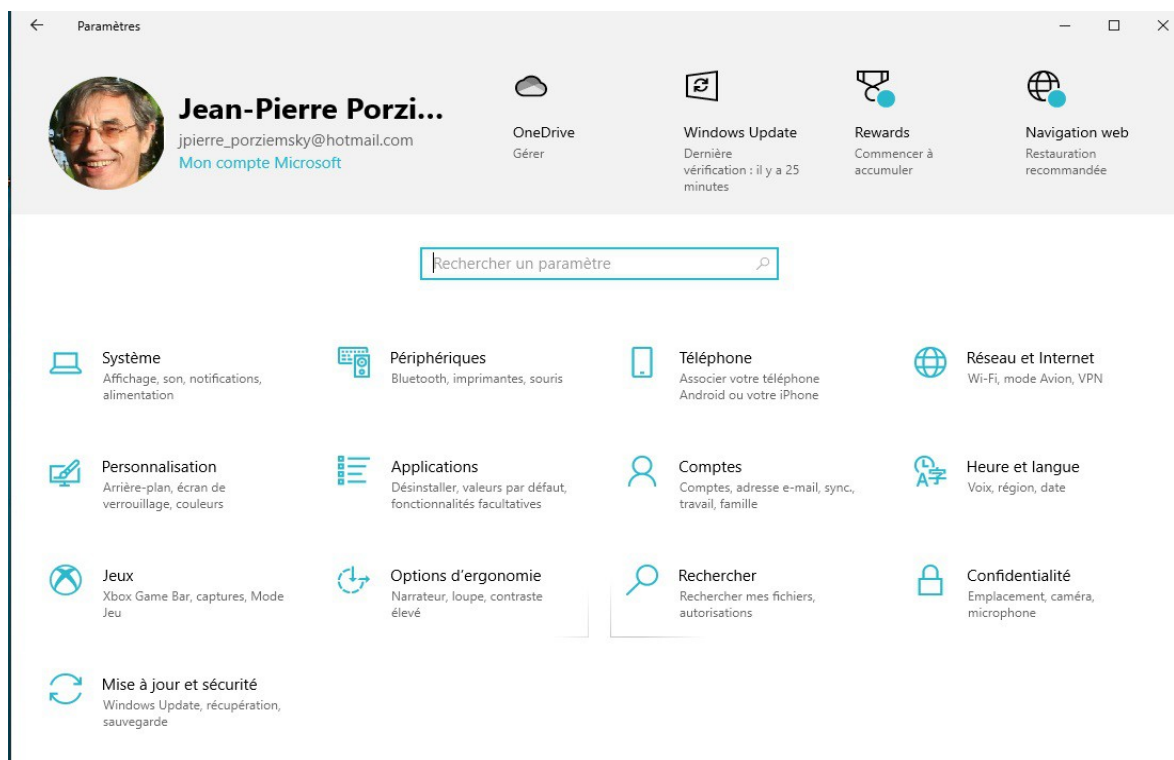 Paramètres
Jean-Pierre Porzi...
jpierre_porziemsky@hotmail.com
Mon compte Microsoft
OneDrive
Gérer
Windows Update
Dernière
vérification : il y a 25
minutes
Rewards
Commencer à
accumuler
Navigation web
Restauration
recommandée
Rechercher un paramètre
Système
Affichage, son, notifications,
alimentation
Périphériques
Bluetooth, imprimantes, souris
Téléphone
Associer votre téléphone
Android ou votre iPhone
Réseau et Internet
Wi-Fi, mode Avion, VPN
Personnalisation
Arrière-plan, écran de
verrouillage, couleurs
Applications
Désinstaller, valeurs par défaut,
fonctionnalités facultatives
Comptes
Comptes, adresse e-mail, sync.,
travail, famille
Heure et langue
Voix, région, date
Jeux
Xbox Game Bar, captures, Mode
Jeu
Options d'ergonomie
Narrateur, loupe, contraste
élevé
Rechercher
Rechercher mes fichiers,
autorisations
Confidentialité
Emplacement, caméra,
microphone
Mise à jour et sécurité
Windows Update, récupération,
sauvegarde